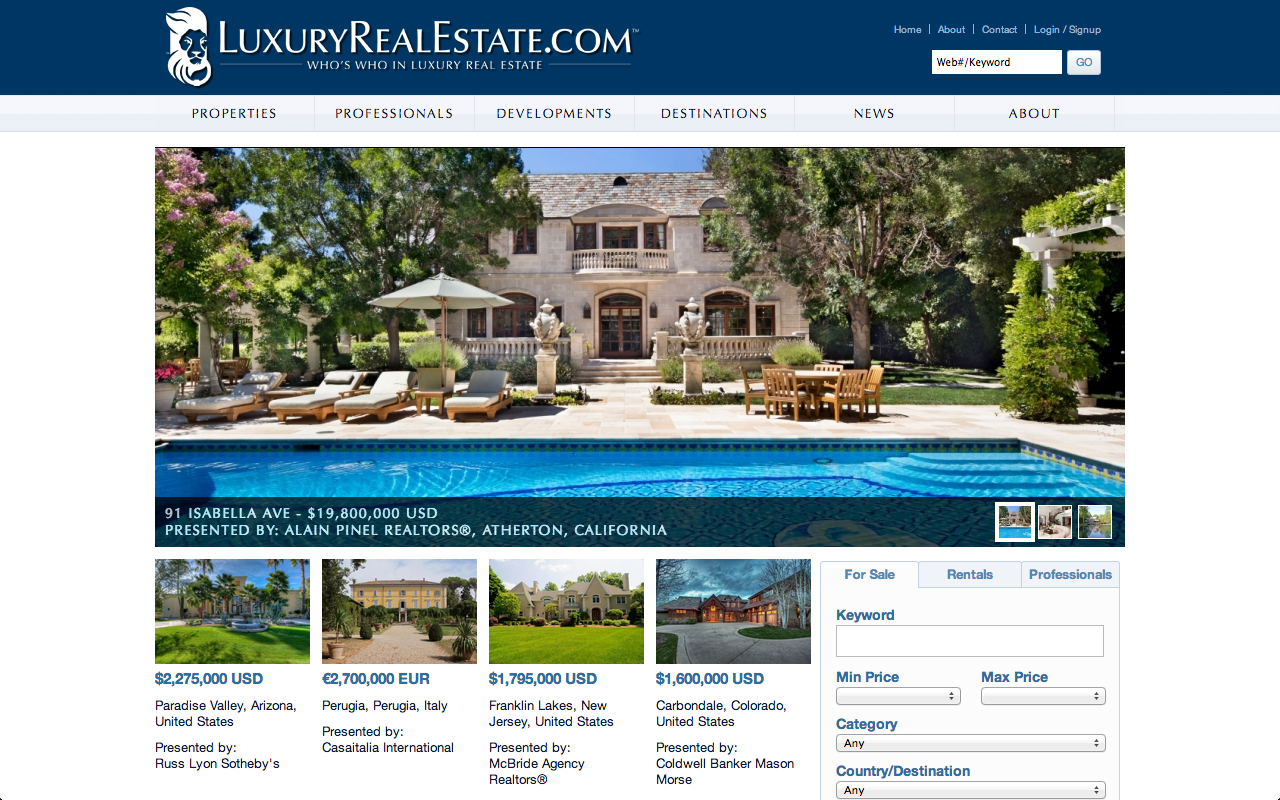 LUXURYREALESTATE.COM™
WHO'S WHO IN LUXURY REAL ESTATE
Home | About | Contact | Login / Signup
Web#/Keyword GO
PROPERTIES PROFESSIONALS DEVELOPMENTS DESTINATIONS NEWS ABOUT
91 ISABELLA AVE - $19,800,000 USD
PRESENTED BY: ALAIN PINEL REALTORS®, ATHERTON, CALIFORNIA
$2,275,000 USD
Paradise Valley, Arizona,
United States
Presented by:
Russ Lyon Sotheby's
€2,700,000 EUR
Perugia, Perugia, Italy
Presented by:
Casaitalia International
$1,795,000 USD
Franklin Lakes, New
Jersey, United States
Presented by:
McBride Agency
Realtors®
$1,600,000 USD
Carbondale, Colorado,
United States
Presented by:
Coldwell Banker Mason
Morse
For Sale Rentals Professionals
Keyword
Min Price Max Price
Category
Any
Country/Destination
Any